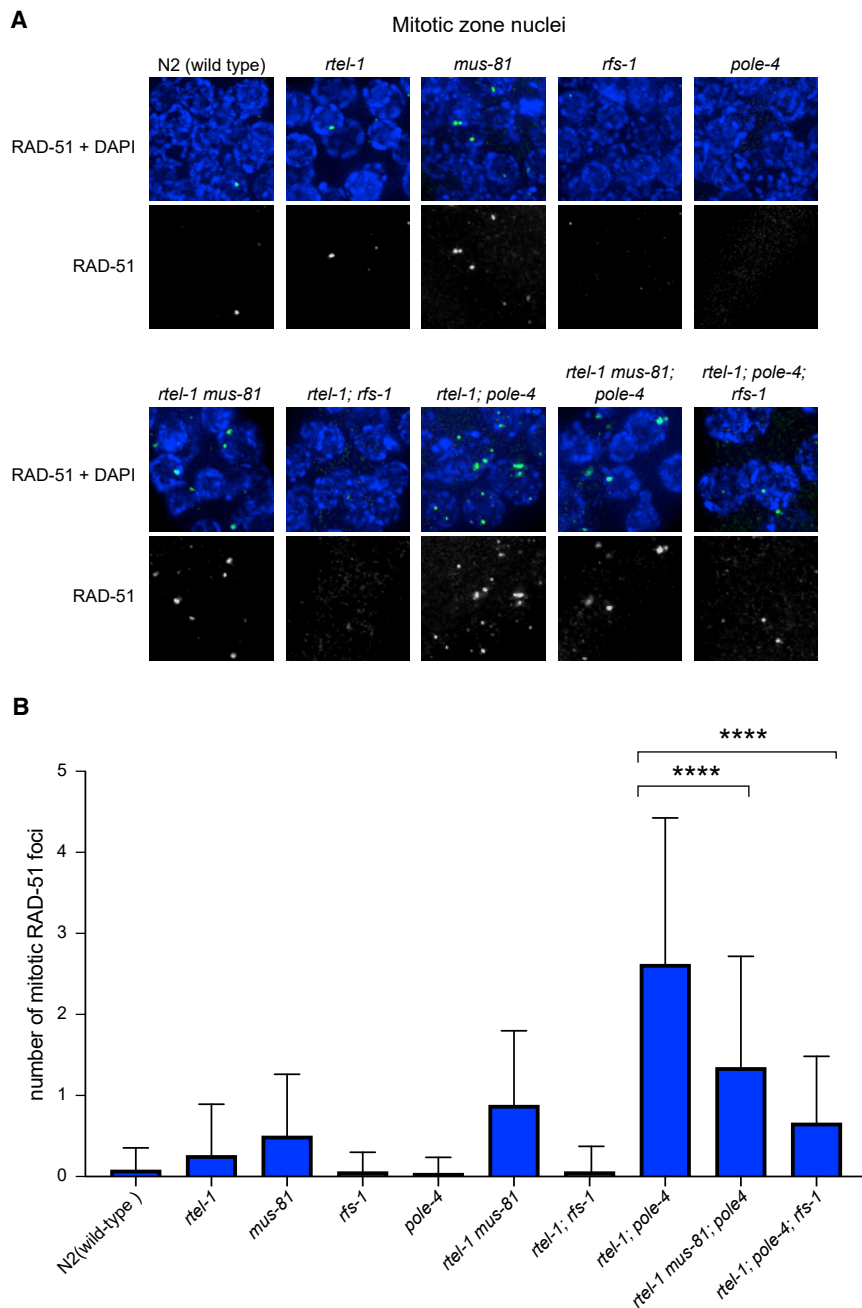 A
Mitotic zone nuclei
N2 (wild type) rtel-1 mus-81 rfs-1 pole-4
RAD-51 + DAPI
RAD-51
rtel-1 mus-81 rtel-1; rfs-1 rtel-1; pole-4 rtel-1 mus-81; pole-4 rtel-1; pole-4; rfs-1
RAD-51 + DAPI
RAD-51
B
number of mitotic RAD-51 foci
5
4
3
2
1
0
****
****
N2(wild-type )
rtel-1
mus-81
rfs-1
pole-4
rtel-1 mus-81
rtel-1; rfs-1
rtel-1; pole-4
rtel-1 mus-81; pole4
rtel-1; pole-4; rfs-1